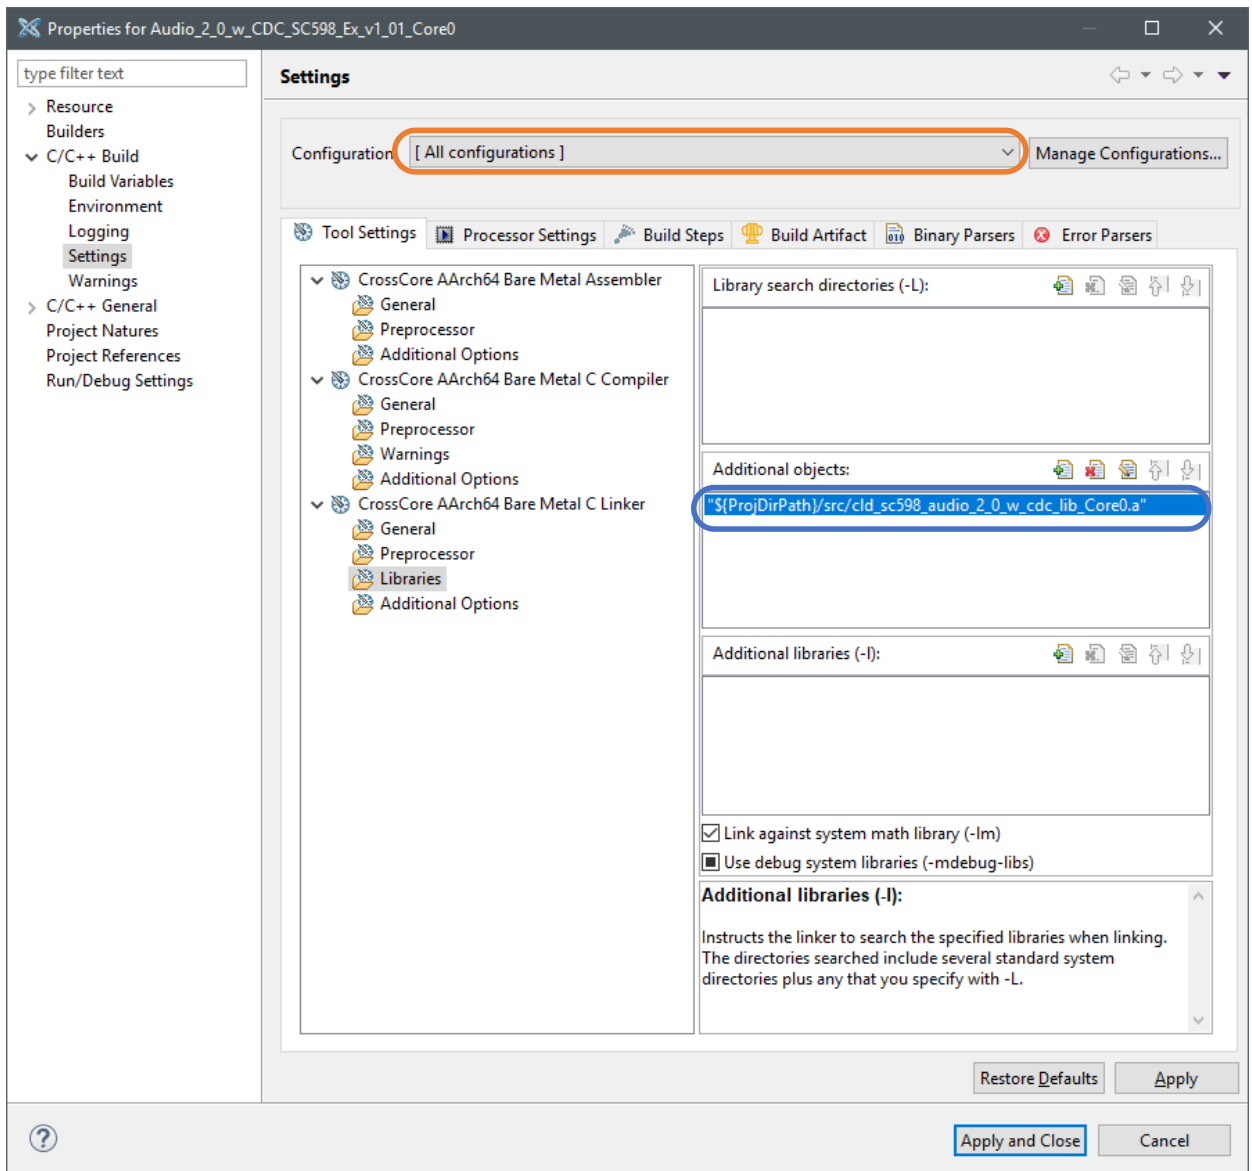 Properties for Audio_2_0_w_CDC_SC598_Ex_v1_01_Core0
type filter text
Resource
Builders
C/C++ Build
Build Variables
Environment
Logging
Settings
Warnings
C/C++ General
Project Natures
Project References
Run/Debug Settings
Settings
Configuration
[ All configurations ]
Manage Configurations...
Tool Settings
Processor Settings
Build Steps
Build Artifact
Binary Parsers
Error Parsers
CrossCore AArch64 Bare Metal Assembler
General
Preprocessor
Additional Options
CrossCore AArch64 Bare Metal C Compiler
General
Preprocessor
Warnings
Additional Options
CrossCore AArch64 Bare Metal C Linker
General
Preprocessor
Libraries
Additional Options
Library search directories (-L):
Additional objects:
"${ProjDirPath}/src/cld_sc598_audio_2_0_w_cdc_lib_Core0.a"
Additional libraries (-l):
Link against system math library (-lm)
Use debug system libraries (-mdebug-libs)
Additional libraries (-l):
Instructs the linker to search the specified libraries when linking.
The directories searched include several standard system
directories plus any that you specify with -L.
Restore Defaults
Apply
?
Apply and Close
Cancel